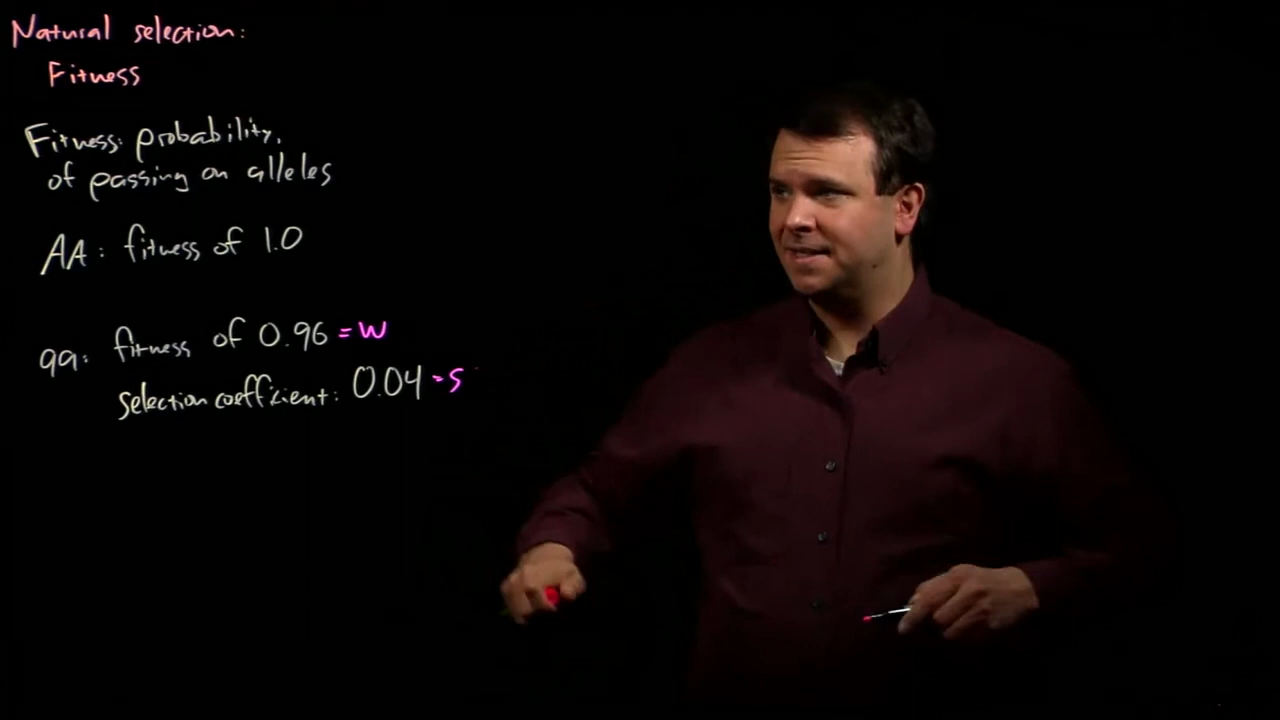 Natural selection:
Fitness
Fitness: probability
of passing on alleles
AA: fitness of 1.0
aa: fitness of 0.96 = w
selection coefficient: 0.04 = s